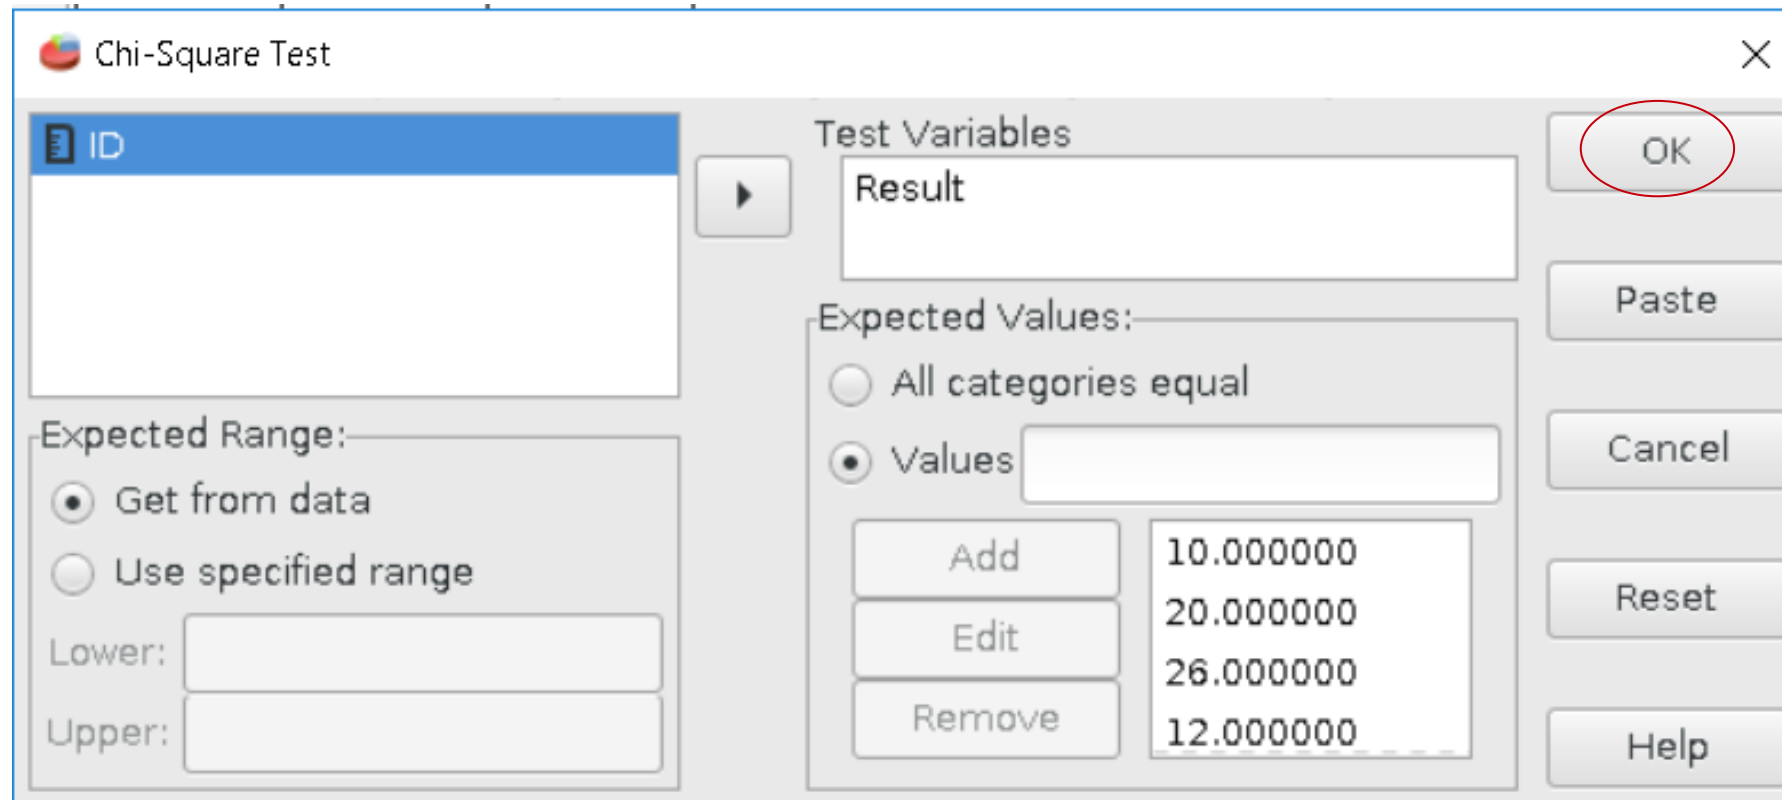 Chi-Square Test
ID
Test Variables
Result
OK
Paste
Cancel
Reset
Help
Expected Range:
Get from data
Use specified range
Lower:
Upper:
Expected Values:
All categories equal
Values
Add
Edit
Remove
10.000000
20.000000
26.000000
12.000000